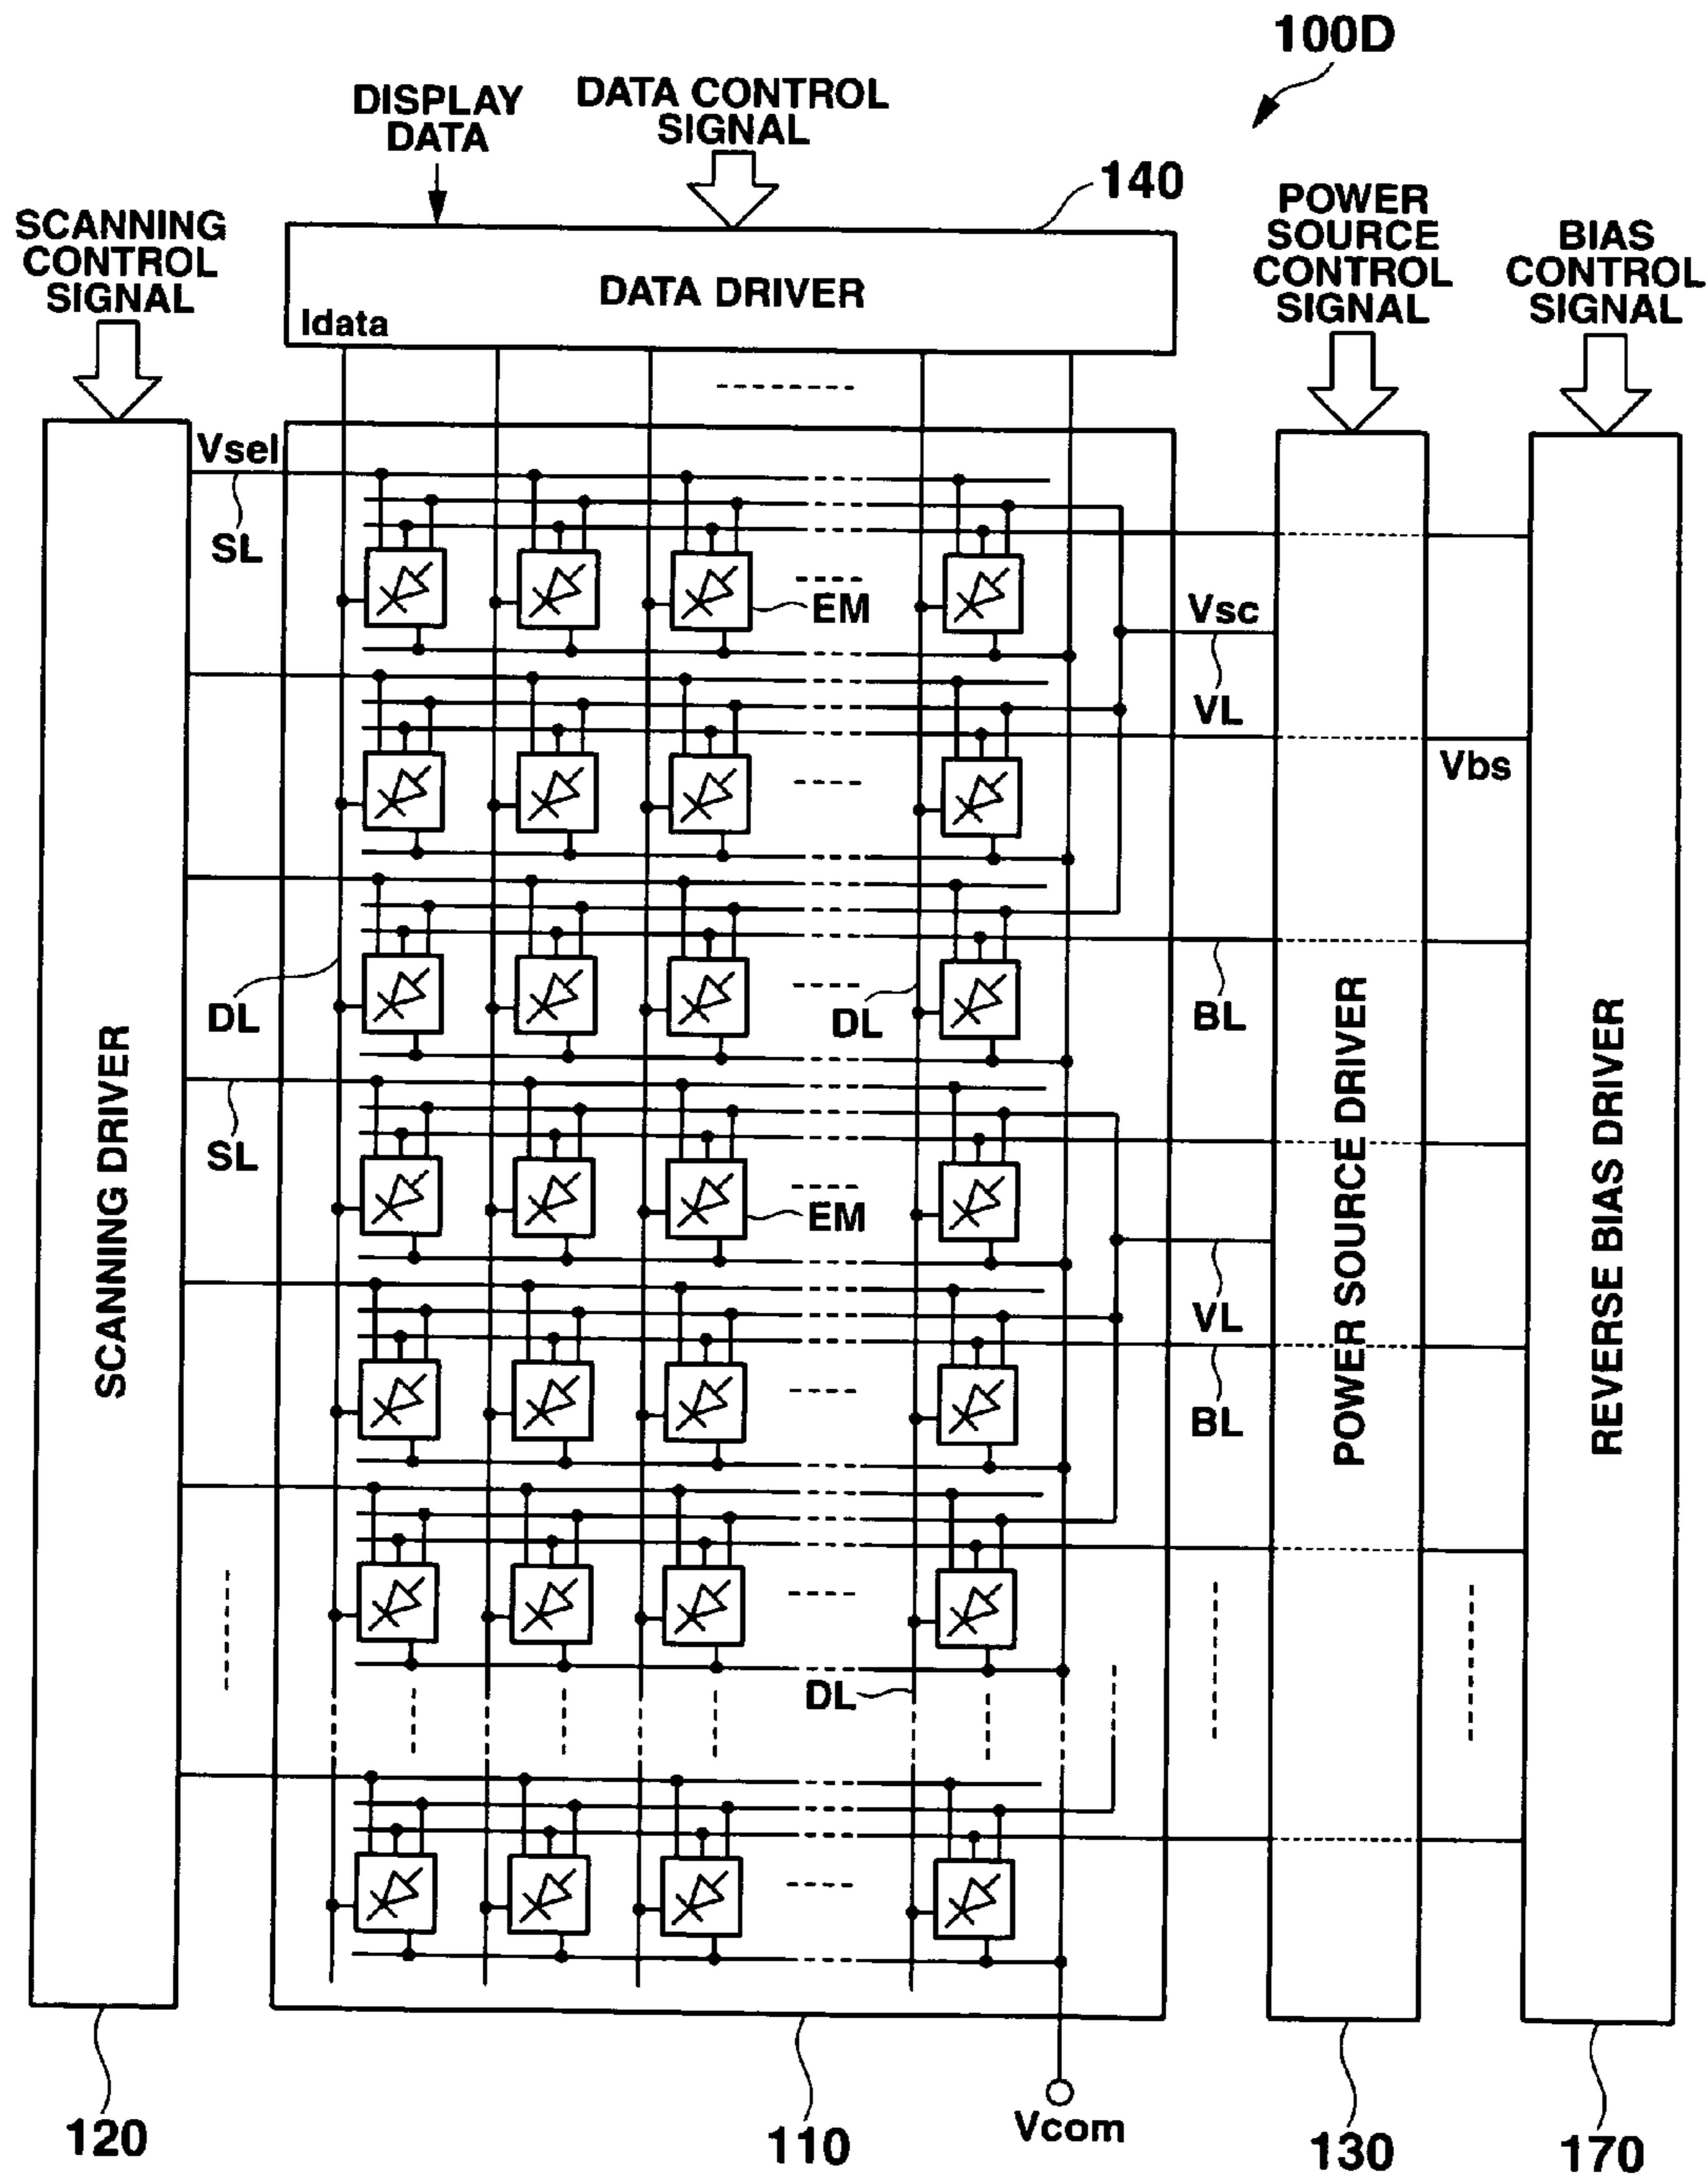 100D
DISPLAY
DATA
DATA CONTROL
SIGNAL
140
SCANNING
CONTROL
SIGNAL
POWER
SOURCE
CONTROL
SIGNAL
BIAS
CONTROL
SIGNAL
DATA DRIVER
Idata
Vsel
SL
EM
Vsc
VL
Vbs
DL
DL
BL
SL
EM
VL
BL
DL
SCANNING DRIVER
POWER SOURCE DRIVER
REVERSE BIAS DRIVER
Vcom
120
110
130
170